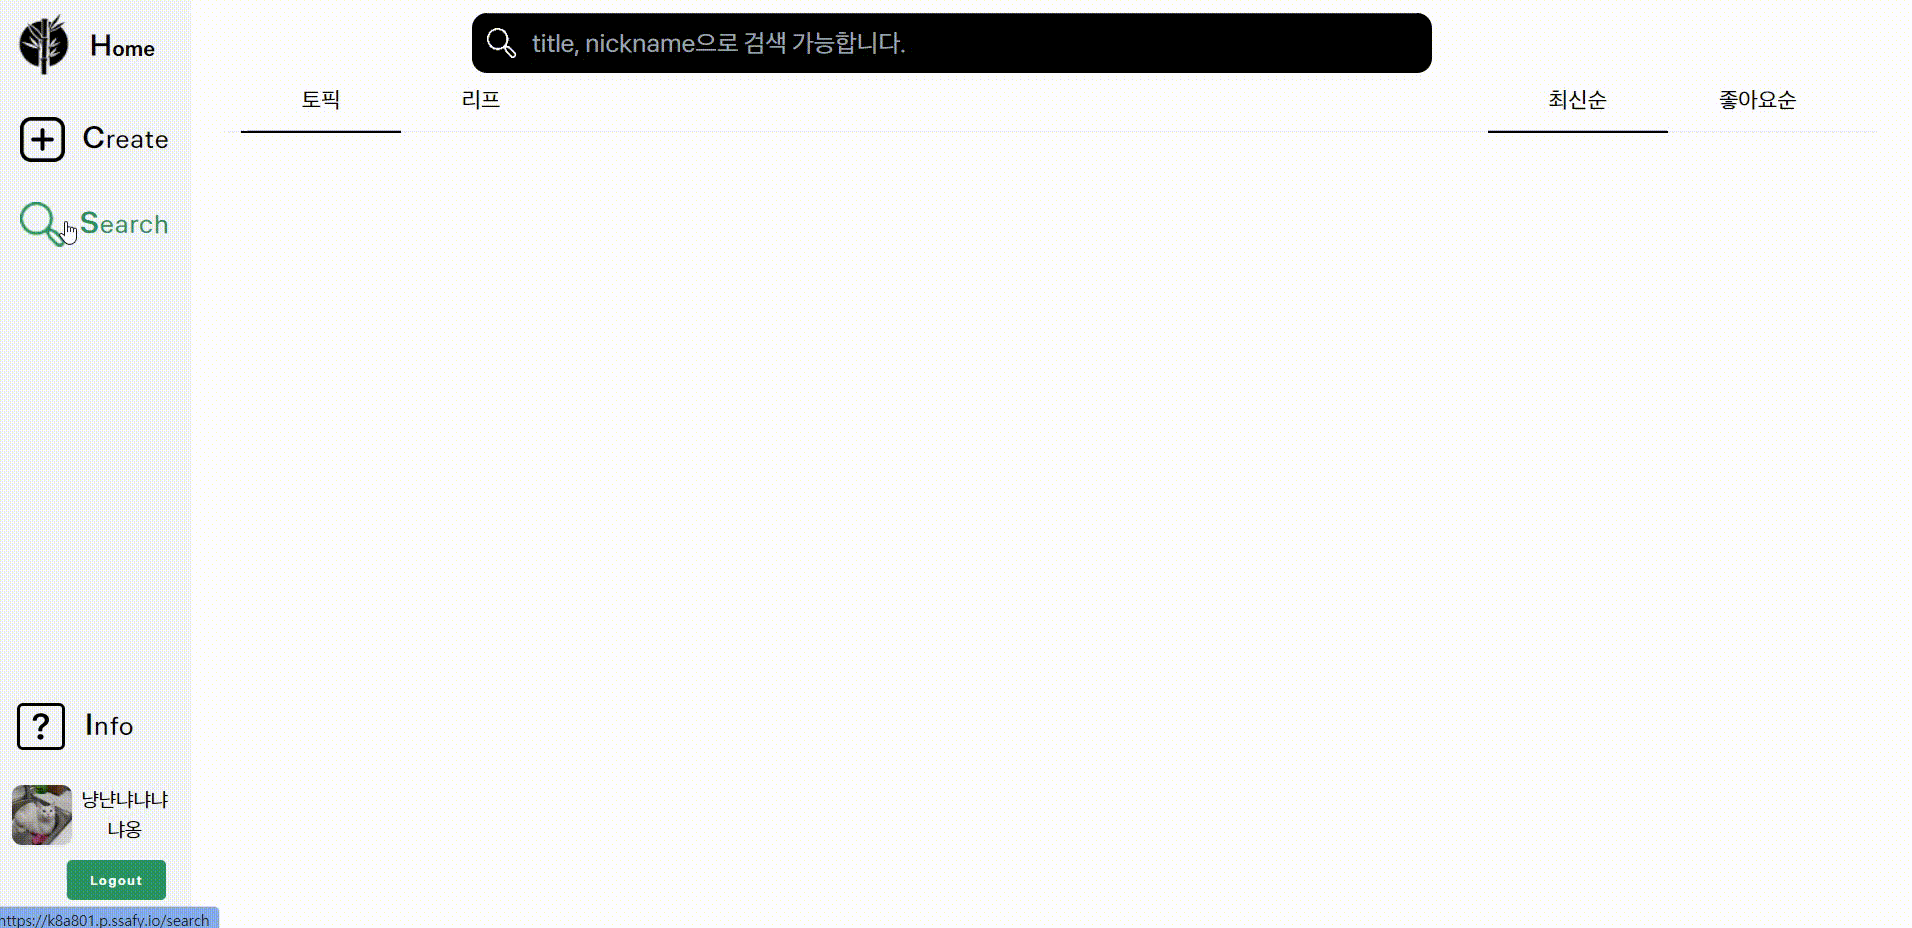 Home
title, nickname으로 검색 가능합니다.
토픽
리프
최신순
좋아요순
Create
Search
?
Info
냥냔냐냐냐
냐옹
Logout
https://k8a801.p.ssafy.io/search